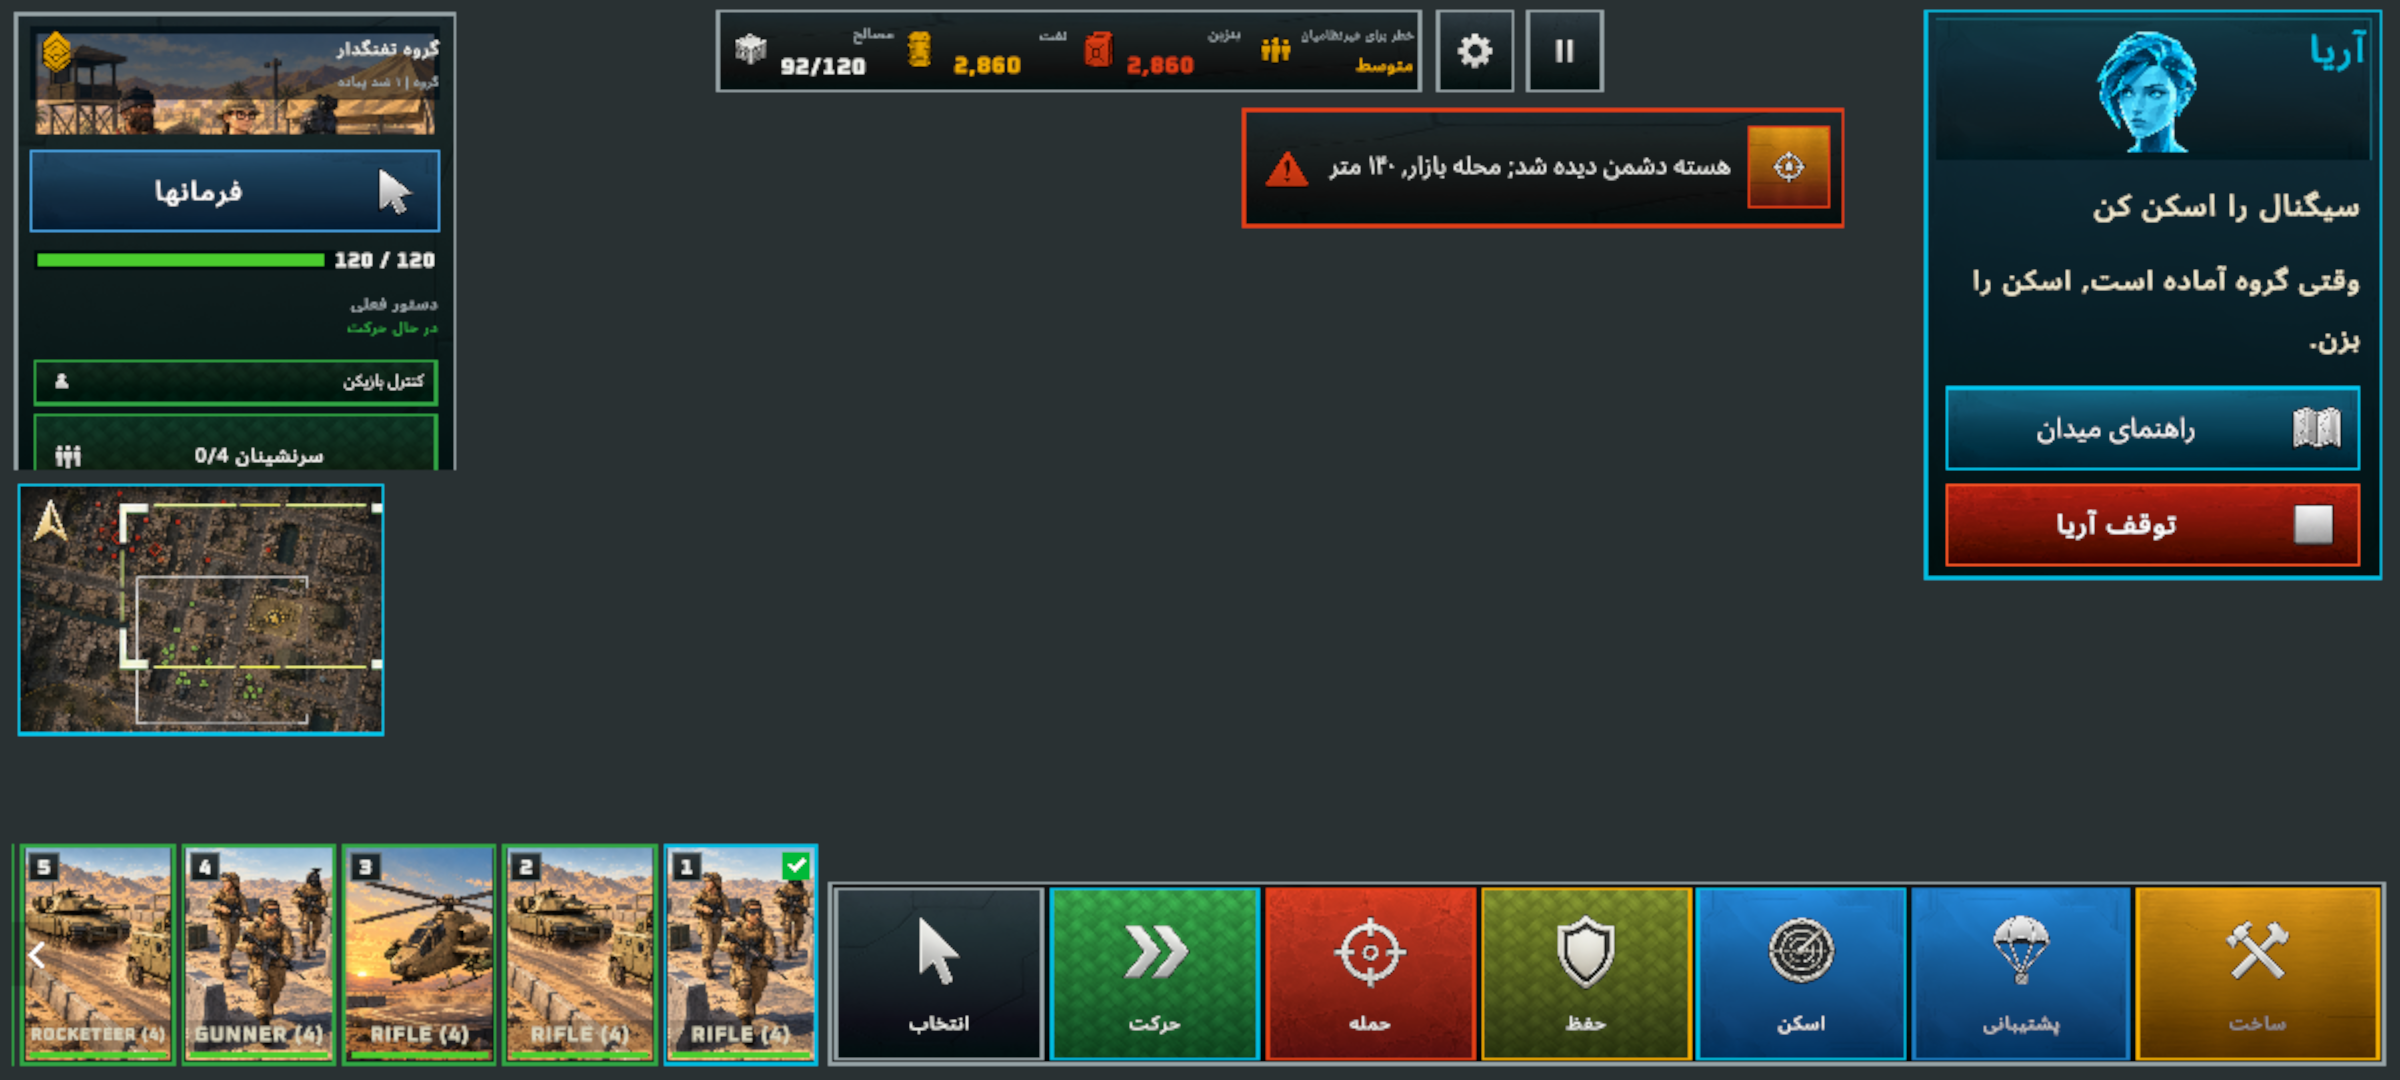 گروه تفنگدار
گروه | ۱ شد پیاده
فرمانها
120 / 120
دستور فعلی
در حال حرکت
کنترل بازیکن
سرنشینان 0/4
مصالح
92/120
نفت
2,860
بنزین
2,860
خطر برای غیرنظامیان
متوسط
هسته دشمن دیده شد; محله بازار, ۱۴۰ متر
آریا
سیگنال را اسکن کن
وقتی گروه آماده است, اسکن را
بزن.
راهنمای میدان
توقف آریا
5
ROCKETEER (4)
4
GUNNER (4)
3
RIFLE (4)
2
RIFLE (4)
1
RIFLE (4)
انتخاب
حرکت
حمله
حفظ
اسکن
پشتیبانی
ساخت